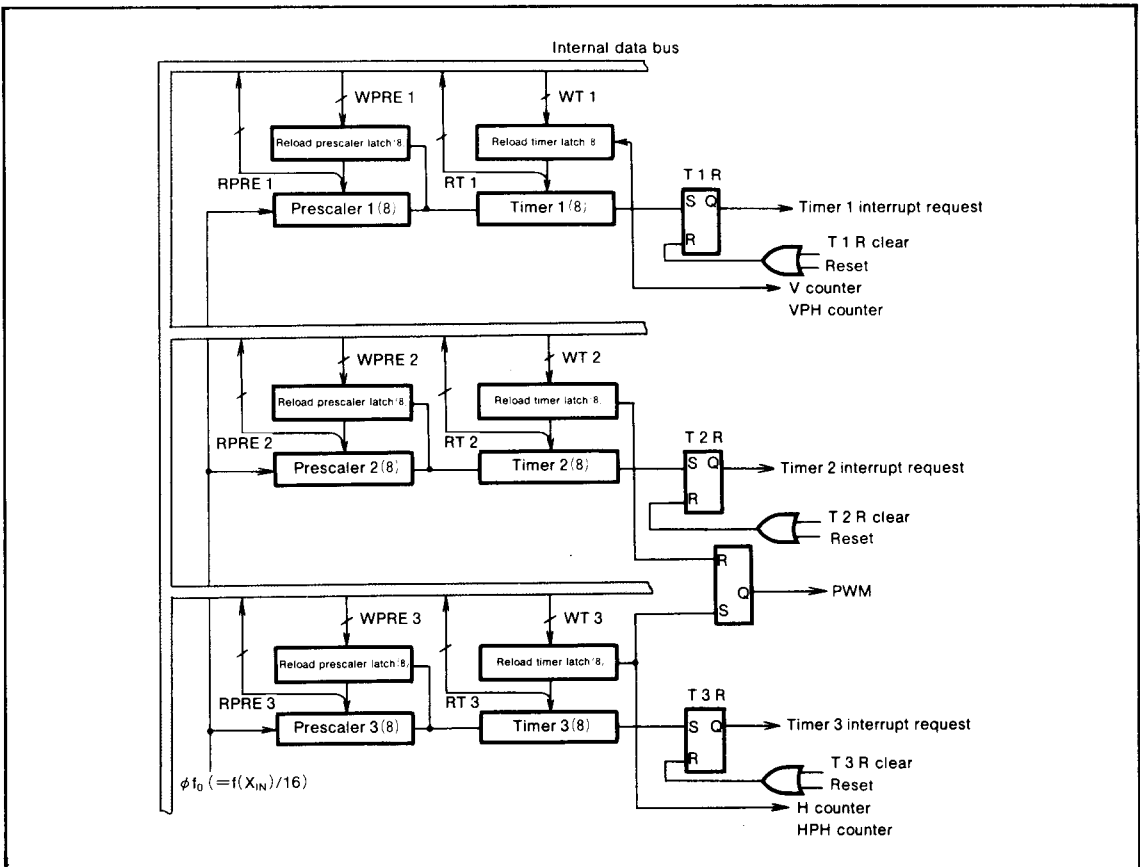 Internal data bus
WPRE 1
WT 1
Reload prescaler latch (8)
Reload timer latch 8
RPRE 1
RT 1
T 1 R
Prescaler 1 (8)
Timer 1 (8)
S Q
R
Timer 1 interrupt request
T 1 R clear
Reset
V counter
VPH counter
WPRE 2
WT 2
Reload prescaler latch (8)
Reload timer latch (8)
RPRE 2
RT 2
T 2 R
Prescaler 2 (8)
Timer 2 (8)
S Q
R
Timer 2 interrupt request
T 2 R clear
Reset
R
Q
S
PWM
WPRE 3
WT 3
Reload prescaler latch (8)
Reload timer latch (8)
RPRE 3
RT 3
T 3 R
Prescaler 3 (8)
Timer 3 (8)
S Q
R
Timer 3 interrupt request
T 3 R clear
Reset
φf₀ (=f(X_IN)/16)
H counter
HPH counter